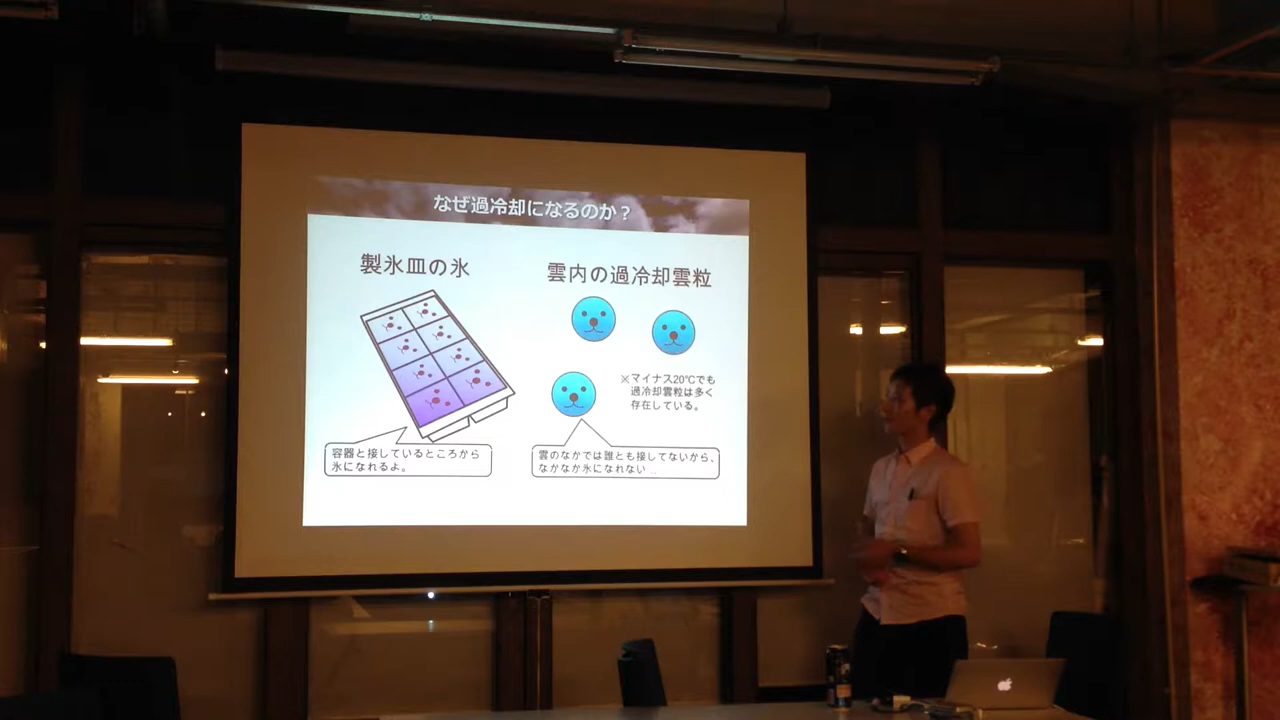 なぜ過冷却になるのか？
製氷皿の氷
雲内の過冷却雲粒
※マイナス20℃でも
過冷却雲粒は多く
存在している。
容器と接しているところから
氷になれるよ。
雲のなかでは誰とも接してないから、
なかなか氷になれない…